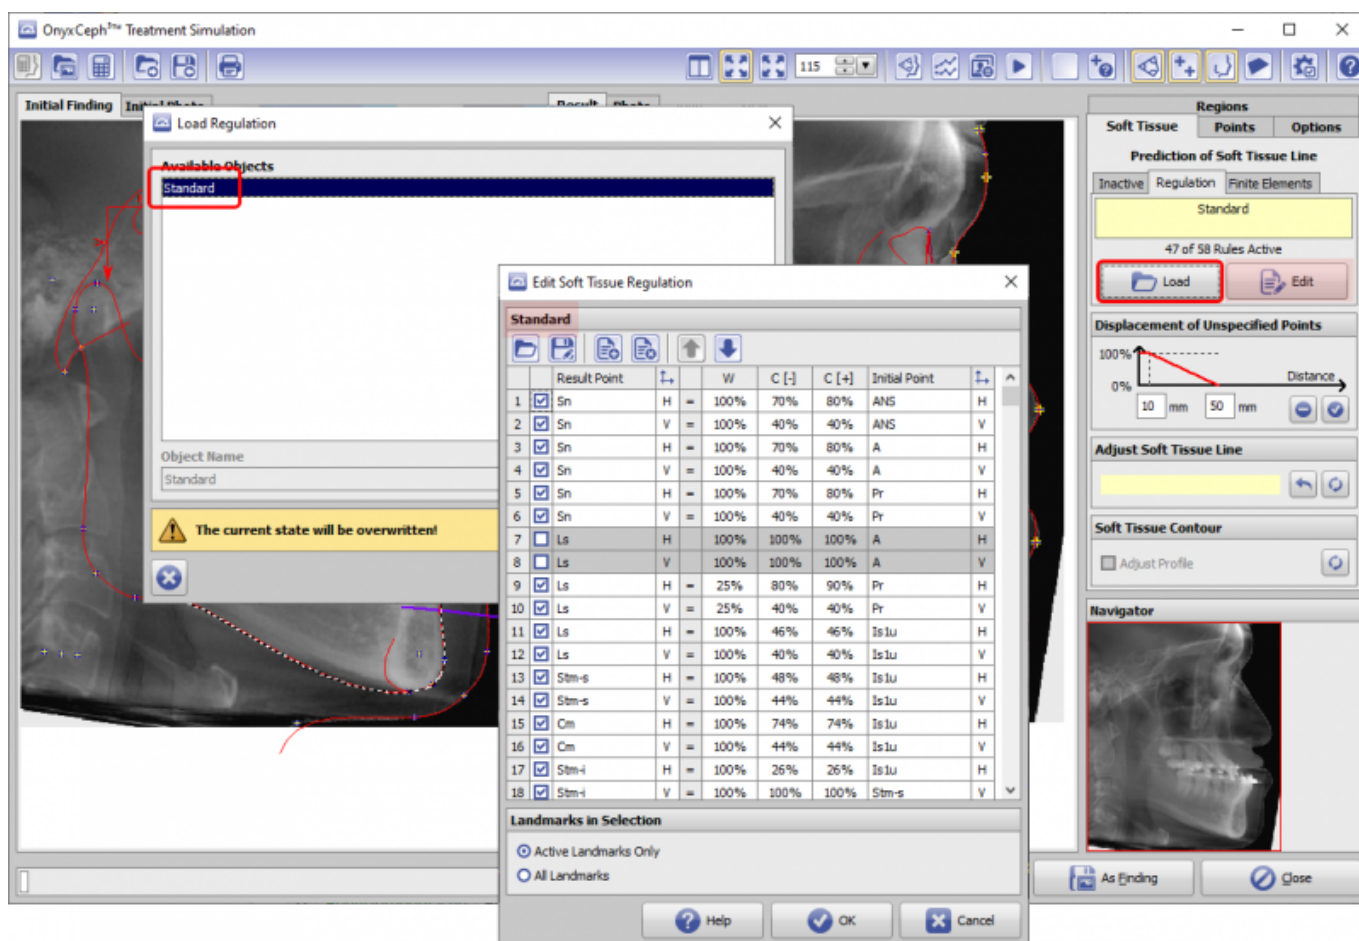 OnyxCeph³™ Treatment Simulation
115
Initial Finding Initial Photo
Result Photo
Load Regulation
Available Objects
Standard
Object Name
Standard
The current state will be overwritten!
Edit Soft Tissue Regulation
Standard
Result Point W C [-] C [+] Initial Point
1 Sn H = 100% 70% 80% ANS H
2 Sn V = 100% 40% 40% ANS V
3 Sn H = 100% 70% 80% A H
4 Sn V = 100% 40% 40% A V
5 Sn H = 100% 70% 80% Pr H
6 Sn V = 100% 40% 40% Pr V
7 Ls H 100% 100% 100% A H
8 Ls V 100% 100% 100% A V
9 Ls H = 25% 80% 90% Pr H
10 Ls V = 25% 40% 40% Pr V
11 Ls H = 100% 46% 46% Is1u H
12 Ls V = 100% 40% 40% Is1u V
13 Stm-s H = 100% 48% 48% Is1u H
14 Stm-s V = 100% 44% 44% Is1u V
15 Cm H = 100% 74% 74% Is1u H
16 Cm V = 100% 44% 44% Is1u V
17 Stm-i H = 100% 26% 26% Is1u H
18 Stm-i V = 100% 100% 100% Stm-s V
Landmarks in Selection
Active Landmarks Only
All Landmarks
Help OK Cancel
Regions
Soft Tissue Points Options
Prediction of Soft Tissue Line
Inactive Regulation Finite Elements
Standard
47 of 58 Rules Active
Load Edit
Displacement of Unspecified Points
100%
0% Distance
10 mm 50 mm
Adjust Soft Tissue Line
Soft Tissue Contour
Adjust Profile
Navigator
As Finding Close